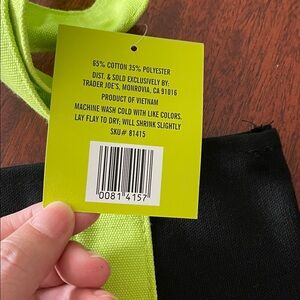 65% COTTON 35% POLYESTER
DIST. & SOLD EXCLUSIVELY BY:
TRADER JOE'S, MONROVIA, CA 91016
PRODUCT OF VIETNAM
MACHINE WASH COLD WITH LIKE COLORS.
LAY FLAY TO DRY; WILL SHRINK SLIGHTLY
SKU# 81415
0081 4157